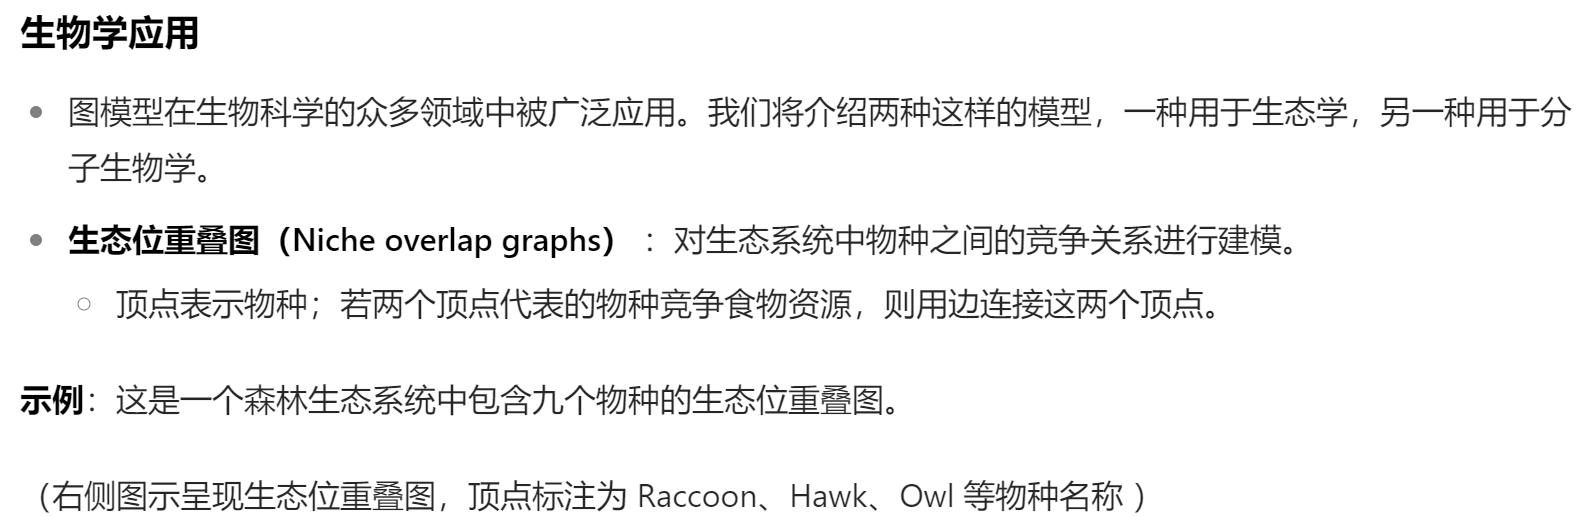 生物学应用
图模型在生物科学的众多领域中被广泛应用。我们将介绍两种这样的模型，一种用于生态学，另一种用于分
子生物学。
生态位重叠图（Niche overlap graphs）：对生态系统中物种之间的竞争关系进行建模。
顶点表示物种；若两个顶点代表的物种竞争食物资源，则用边连接这两个顶点。
示例：这是一个森林生态系统中包含九个物种的生态位重叠图。
（右侧图示呈现生态位重叠图，顶点标注为 Raccoon、Hawk、Owl 等物种名称 ）